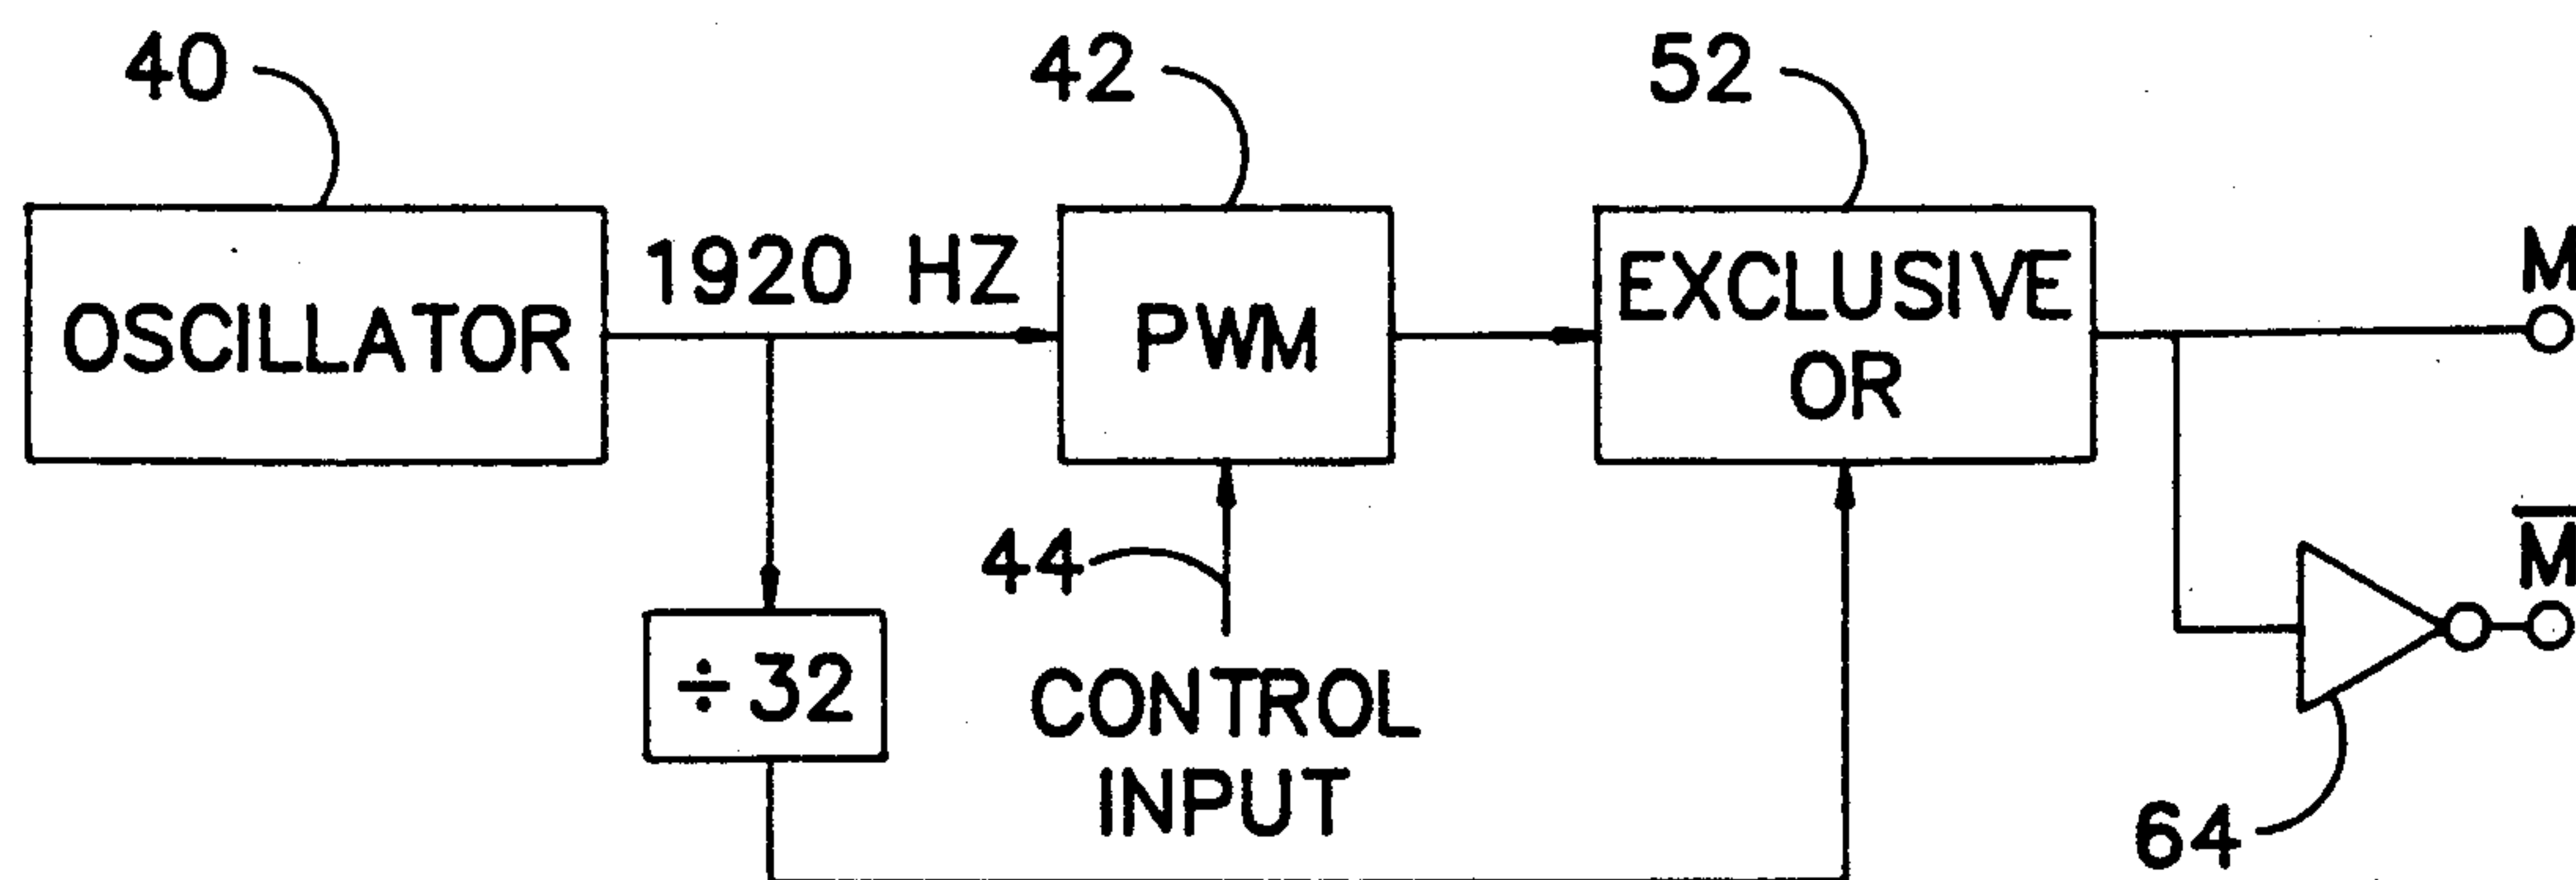 40
42
52
OSCILLATOR
1920 HZ
PWM
EXCLUSIVE
OR
M
44
÷32
CONTROL
INPUT
M̅
64